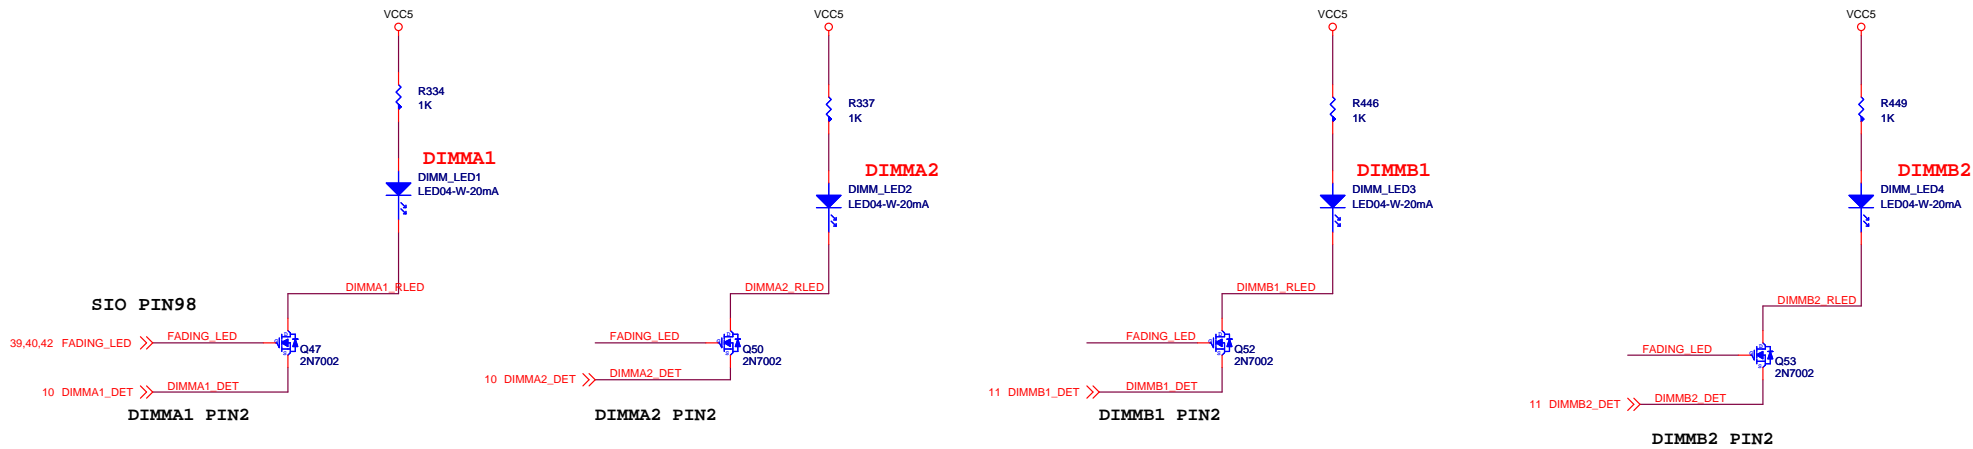 VCC5
R334
1K
DIMMA1
DIMM_LED1
LED04-W-20mA
DIMMA1_RLED
SIO PIN98
39,40,42 FADING_LED
FADING_LED
Q47
2N7002
10 DIMMA1_DET
DIMMA1_DET
DIMMA1 PIN2
VCC5
R337
1K
DIMMA2
DIMM_LED2
LED04-W-20mA
DIMMA2_RLED
FADING_LED
Q50
2N7002
10 DIMMA2_DET
DIMMA2_DET
DIMMA2 PIN2
VCC5
R446
1K
DIMMB1
DIMM_LED3
LED04-W-20mA
DIMMB1_RLED
FADING_LED
Q52
2N7002
11 DIMMB1_DET
DIMMB1_DET
DIMMB1 PIN2
VCC5
R449
1K
DIMMB2
DIMM_LED4
LED04-W-20mA
DIMMB2_RLED
FADING_LED
Q53
2N7002
11 DIMMB2_DET
DIMMB2_DET
DIMMB2 PIN2